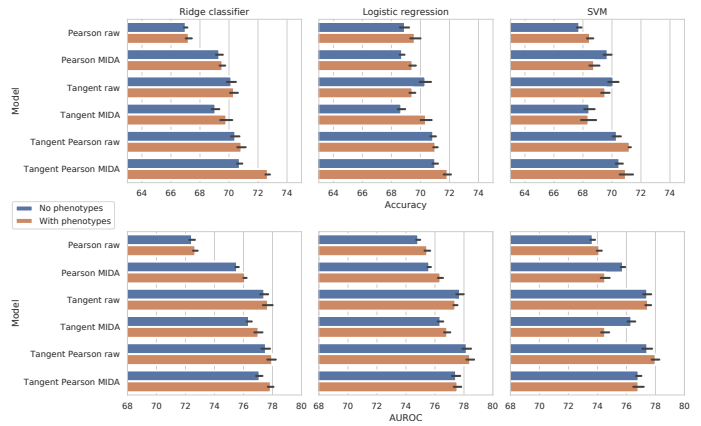 Ridge classifier
Logistic regression
SVM
Model
Pearson raw
Pearson MIDA
Tangent raw
Tangent MIDA
Tangent Pearson raw
Tangent Pearson MIDA
64 66 68 70 72 74
64 66 68 70 72 74
64 66 68 70 72 74
Accuracy
No phenotypes
With phenotypes
Model
Pearson raw
Pearson MIDA
Tangent raw
Tangent MIDA
Tangent Pearson raw
Tangent Pearson MIDA
68 70 72 74 76 78 80
68 70 72 74 76 78 80
68 70 72 74 76 78 80
AUROC